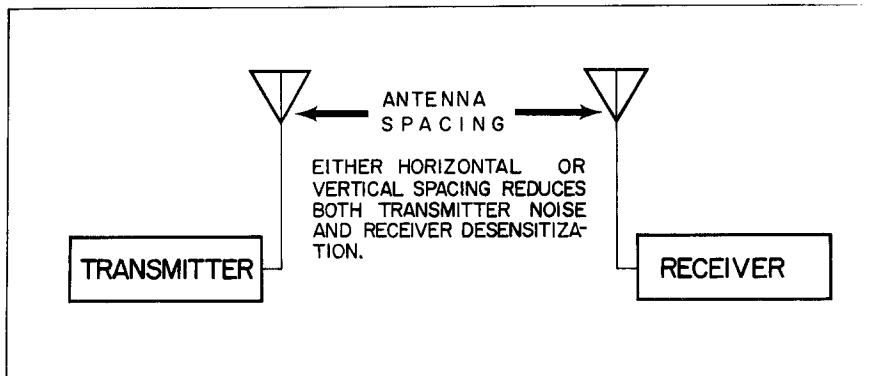 ANTENNA
SPACING
EITHER HORIZONTAL OR
VERTICAL SPACING REDUCES
BOTH TRANSMITTER NOISE
AND RECEIVER DESENSITIZA-
TION.
TRANSMITTER
RECEIVER